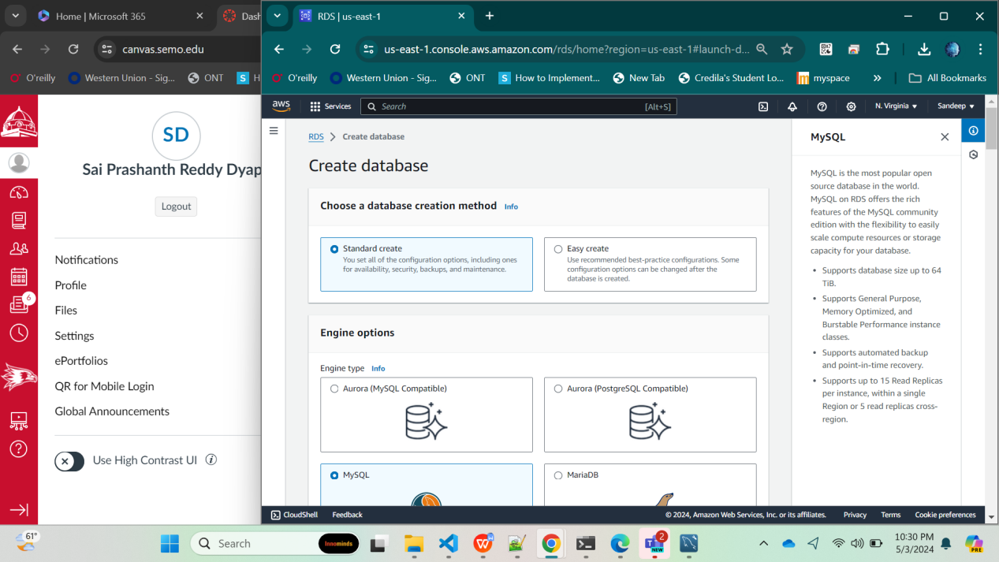 Home | Microsoft 365
Dash
canvas.semo.edu
O'reilly
Western Union - Sig...
ONT
S
H
SD
Sai Prashanth Reddy Dyap
Logout
Notifications
Profile
Files
Settings
ePortfolios
QR for Mobile Login
Global Announcements
Use High Contrast UI
6
RDS | us-east-1
us-east-1.console.aws.amazon.com/rds/home?region=us-east-1#launch-d...
O'reilly
Western Union - Sig...
ONT
S
How to Implement...
New Tab
Credila's Student Lo...
myspace
»
All Bookmarks
aws
Services
Search
[Alt+S]
N. Virginia
Sandeep
RDS
Create database
Create database
Choose a database creation method Info
Standard create
You set all of the configuration options, including ones
for availability, security, backups, and maintenance.
Easy create
Use recommended best-practice configurations. Some
configuration options can be changed after the
database is created.
Engine options
Engine type Info
Aurora (MySQL Compatible)
Aurora (PostgreSQL Compatible)
MySQL
MariaDB
MySQL
MySQL is the most popular open
source database in the world.
MySQL on RDS offers the rich
features of the MySQL community
edition with the flexibility to easily
scale compute resources or storage
capacity for your database.
• Supports database size up to 64
TiB.
• Supports General Purpose,
Memory Optimized, and
Burstable Performance instance
classes.
• Supports automated backup
and point-in-time recovery.
• Supports up to 15 Read Replicas
per instance, within a single
Region or 5 read replicas cross-
region.
CloudShell
Feedback
© 2024, Amazon Web Services, Inc. or its affiliates.
Privacy
Terms
Cookie preferences
61°
Search
Innominds
2
NEW
10:30 PM
5/3/2024
PRE